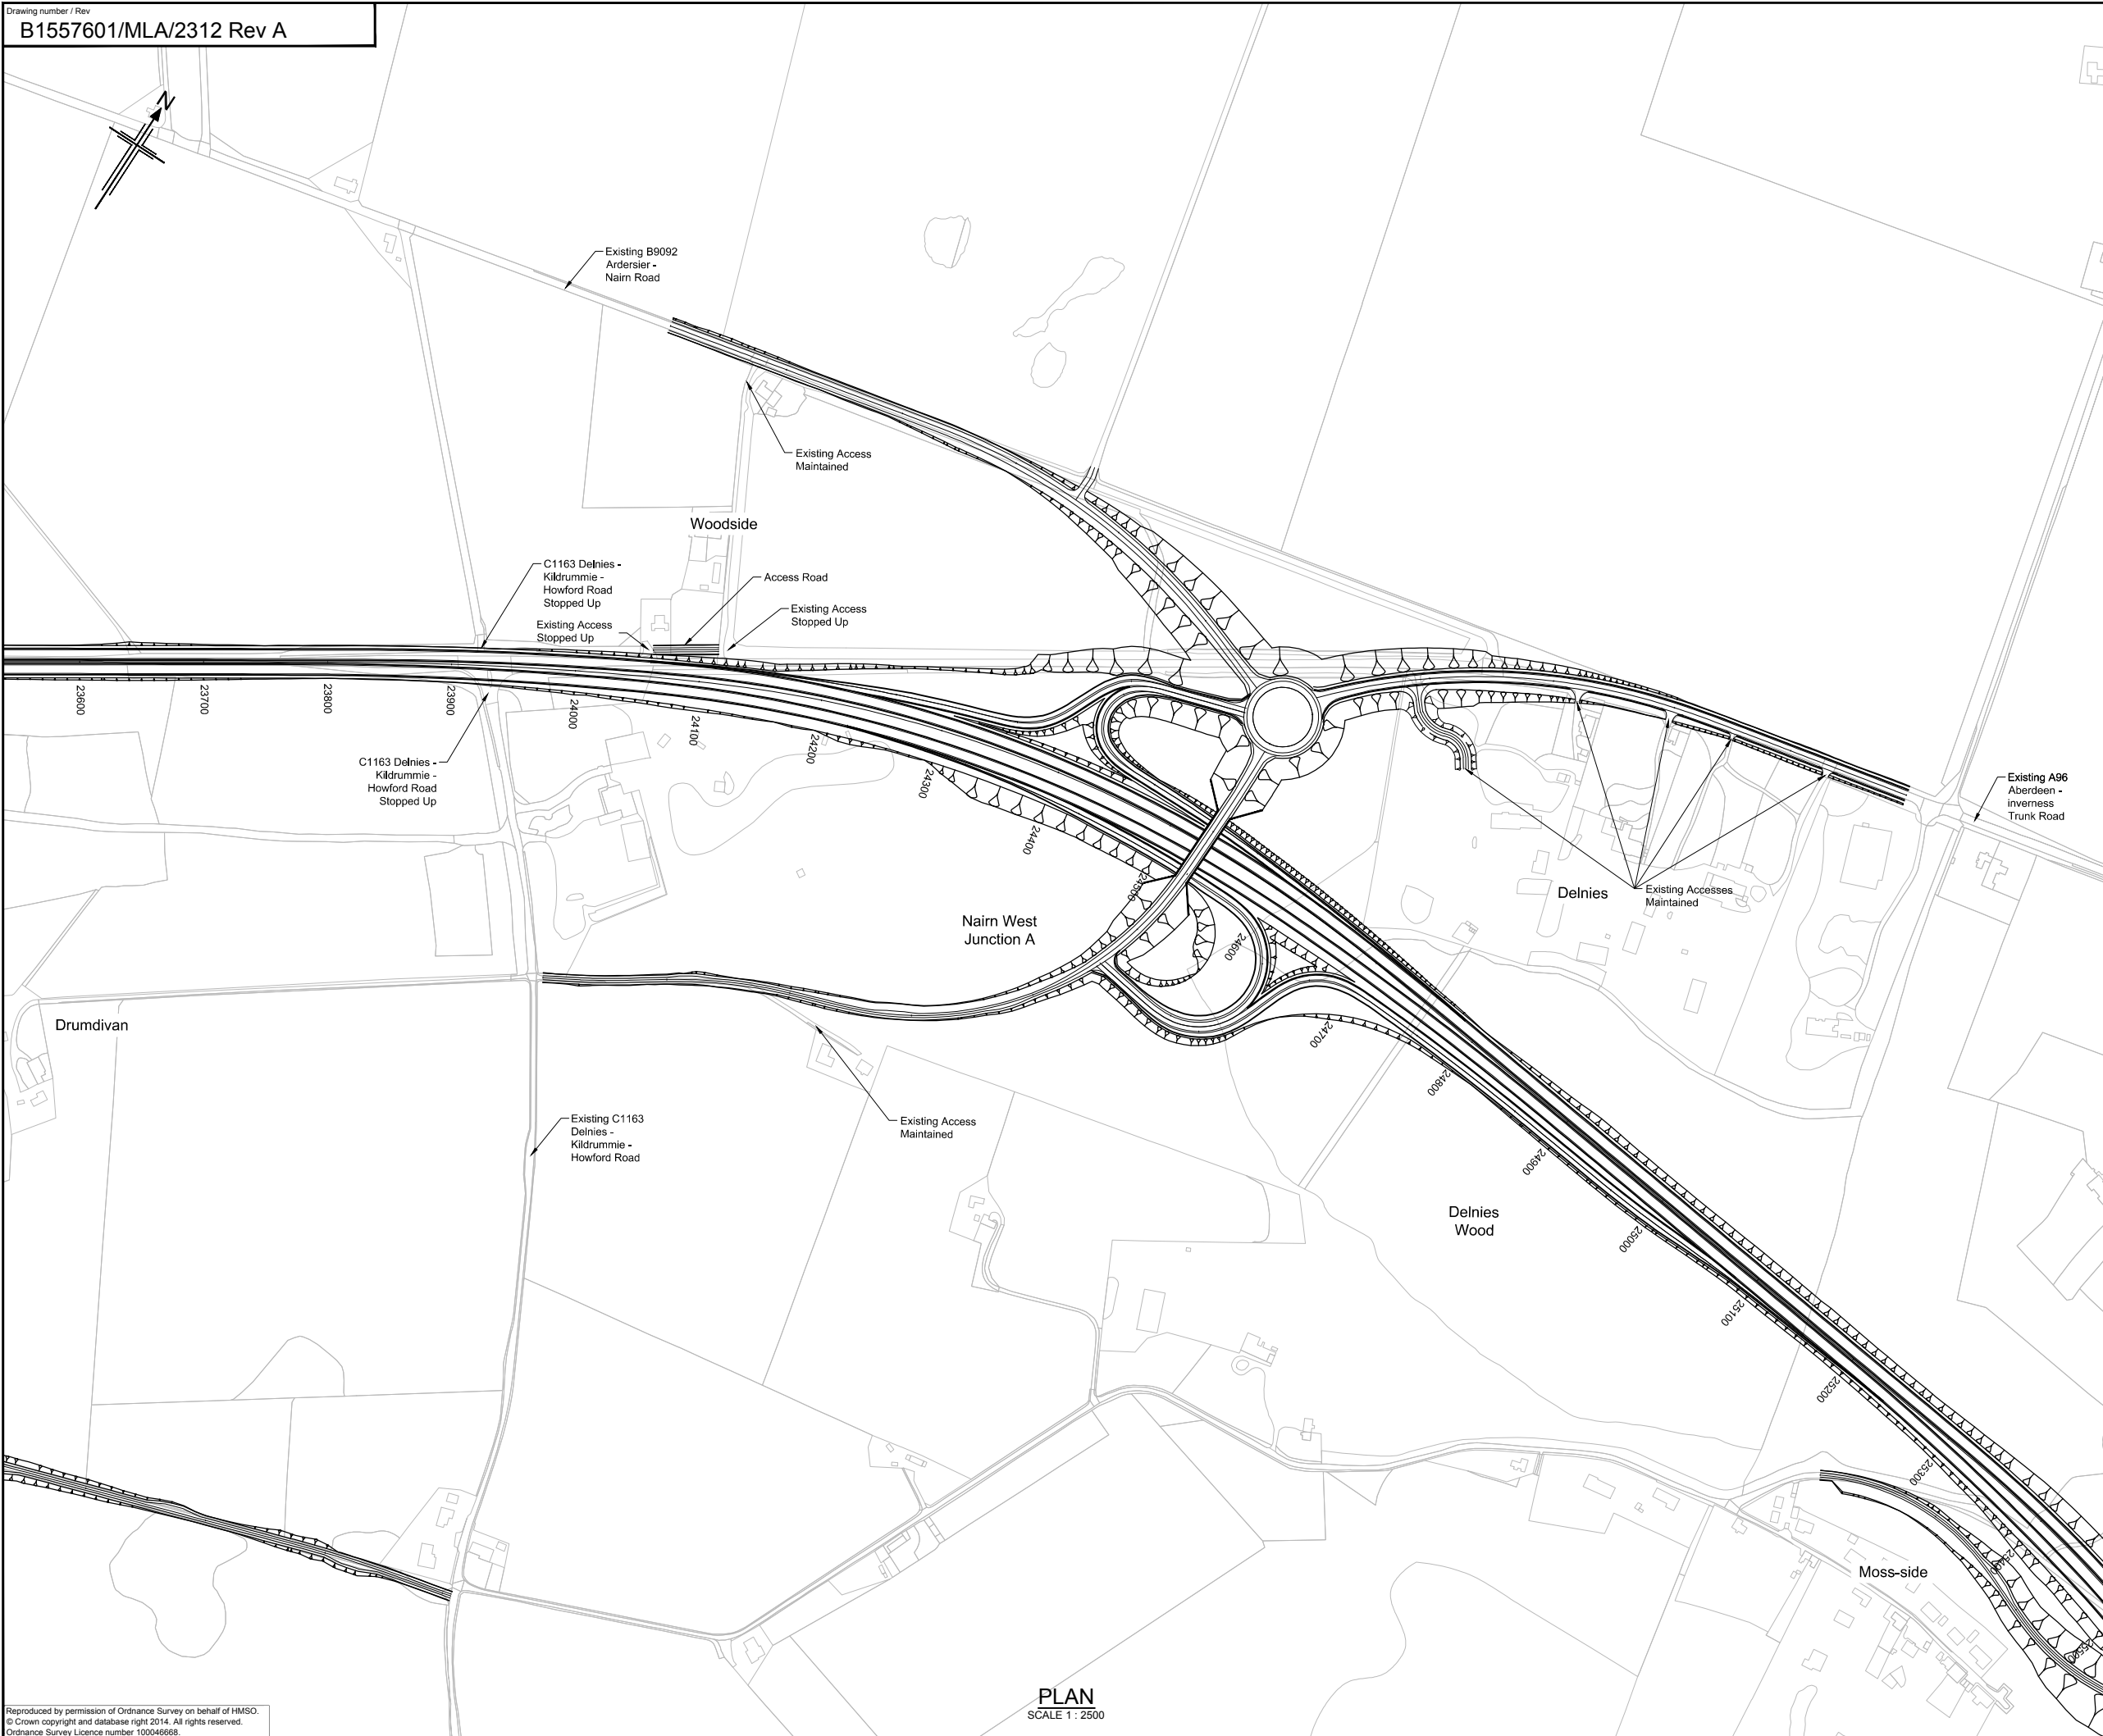 Drawing number / Rev
B1557601/MLA/2312 Rev A
N
Existing B9092
Ardersier -
Nairn Road
Existing Access
Maintained
Woodside
C1163 Delnies -
Kildrummie -
Howford Road
Stopped Up
Access Road
Existing Access
Stopped Up
Existing Access
Stopped Up
23600
23700
23800
23900
24000
24100
24200
24300
24400
24500
24600
24700
24800
24900
25000
25100
25200
25300
25400
25500
C1163 Delnies -
Kildrummie -
Howford Road
Stopped Up
Existing A96
Aberdeen -
inverness
Trunk Road
Delnies
Existing Accesses
Maintained
Nairn West
Junction A
Drumdivan
Existing C1163
Delnies -
Kildrummie -
Howford Road
Existing Access
Maintained
Delnies
Wood
Moss-side
PLAN
SCALE 1 : 2500
Reproduced by permission of Ordnance Survey on behalf of HMSO.
© Crown copyright and database right 2014. All rights reserved.
Ordnance Survey Licence number 100046668.